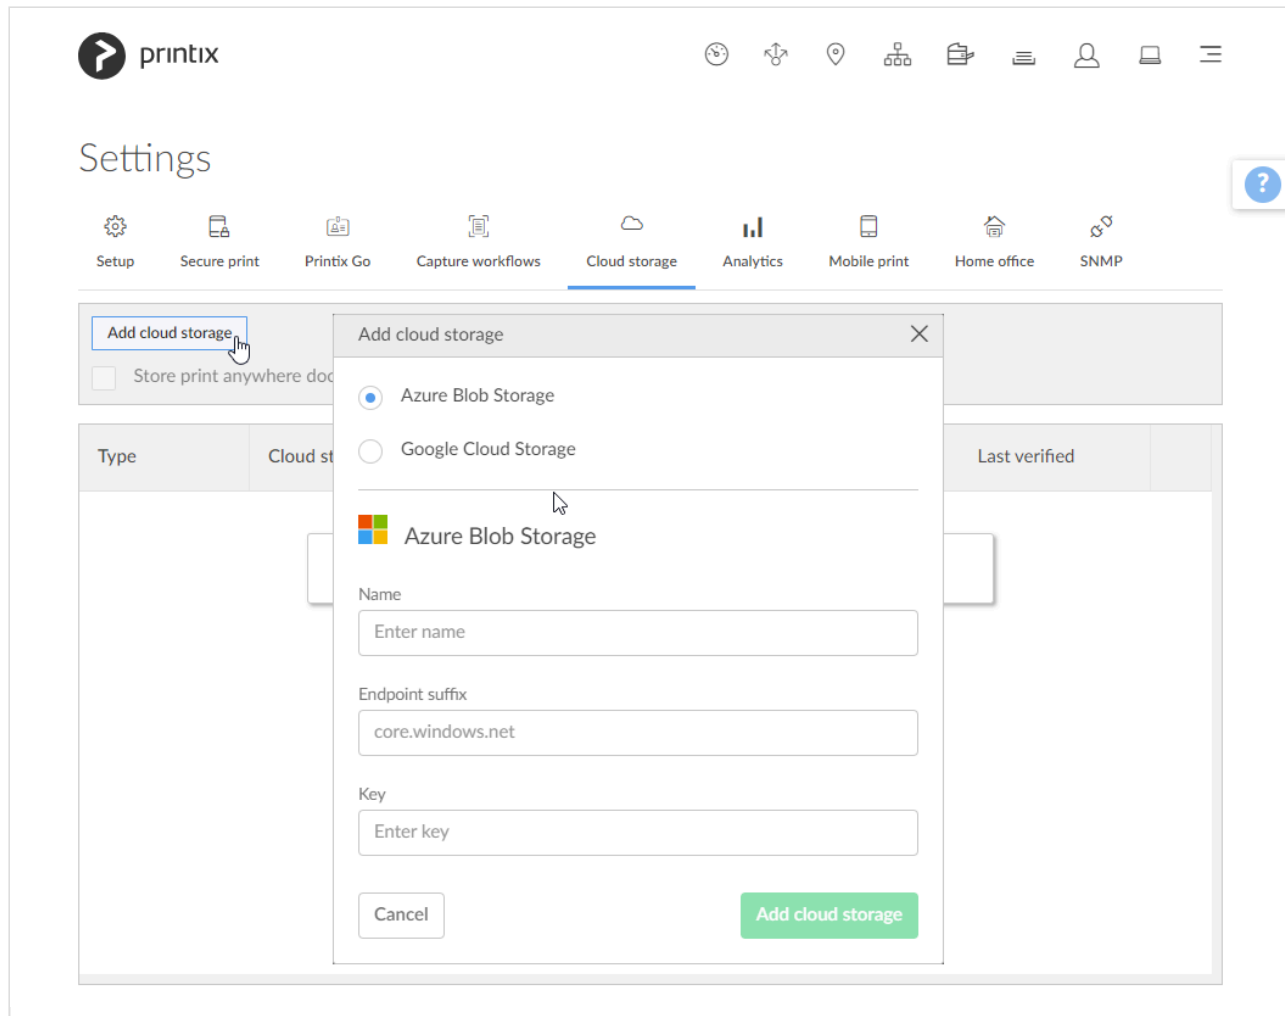 printix
Settings
?
Setup
Secure print
Printix Go
Capture workflows
Cloud storage
Analytics
Mobile print
Home office
SNMP
Add cloud storage
Store print anywhere doc
Type
Cloud st
Last verified
Add cloud storage
Azure Blob Storage
Google Cloud Storage
Azure Blob Storage
Name
Enter name
Endpoint suffix
core.windows.net
Key
Enter key
Cancel
Add cloud storage